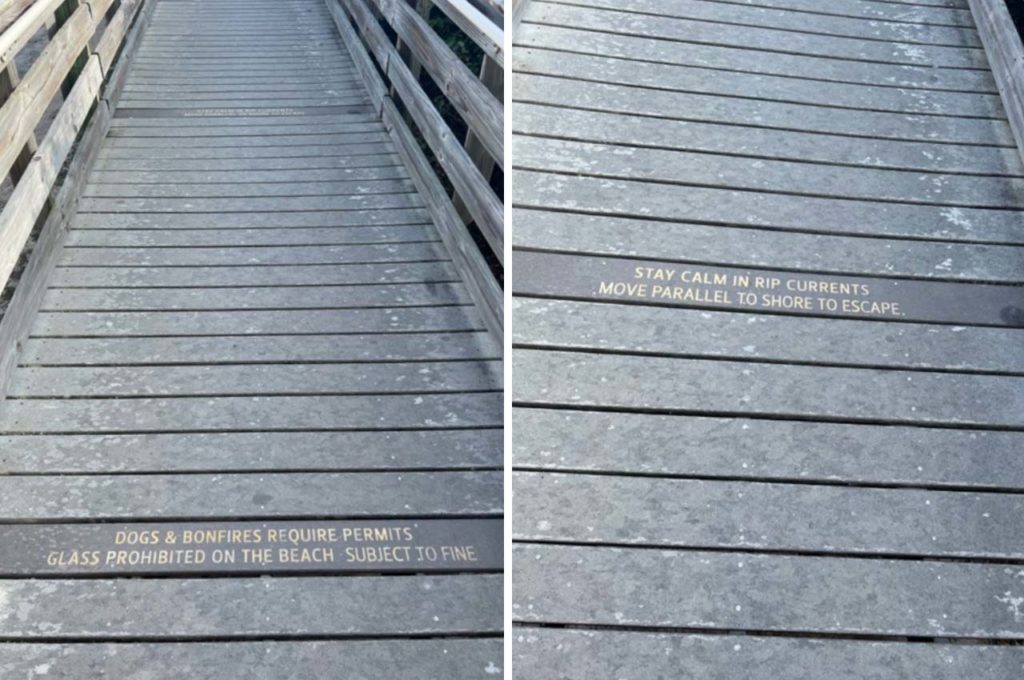 DOGS & BONFIRES REQUIRE PERMITS
GLASS PROHIBITED ON THE BEACH SUBJECT TO FINE
STAY CALM IN RIP CURRENTS
MOVE PARALLEL TO SHORE TO ESCAPE.